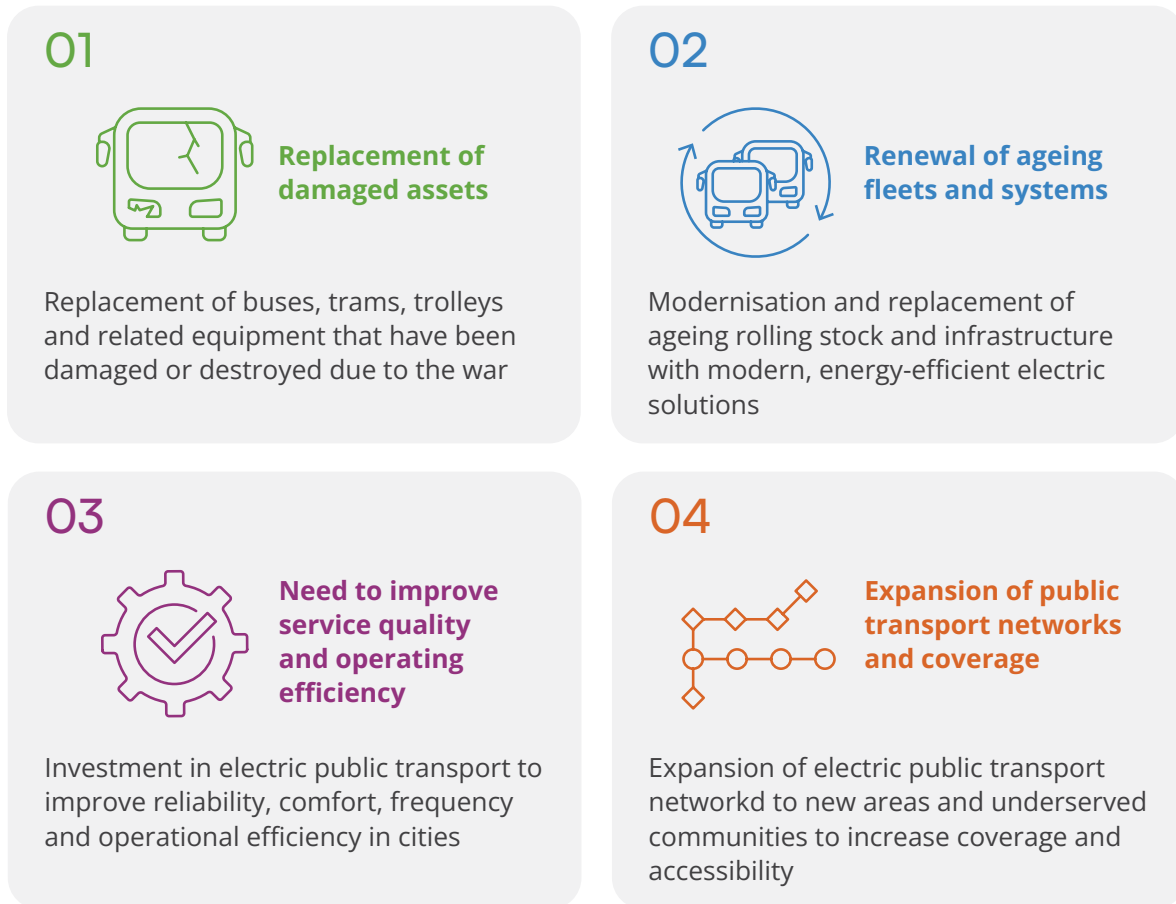 01
Replacement of
damaged assets
Replacement of buses, trams, trolleys
and related equipment that have been
damaged or destroyed due to the war
02
Renewal of ageing
fleets and systems
Modernisation and replacement of
ageing rolling stock and infrastructure
with modern, energy-efficient electric
solutions
03
Need to improve
service quality
and operating
efficiency
Investment in electric public transport to
improve reliability, comfort, frequency
and operational efficiency in cities
04
Expansion of public
transport networks
and coverage
Expansion of electric public transport
networkd to new areas and underserved
communities to increase coverage and
accessibility